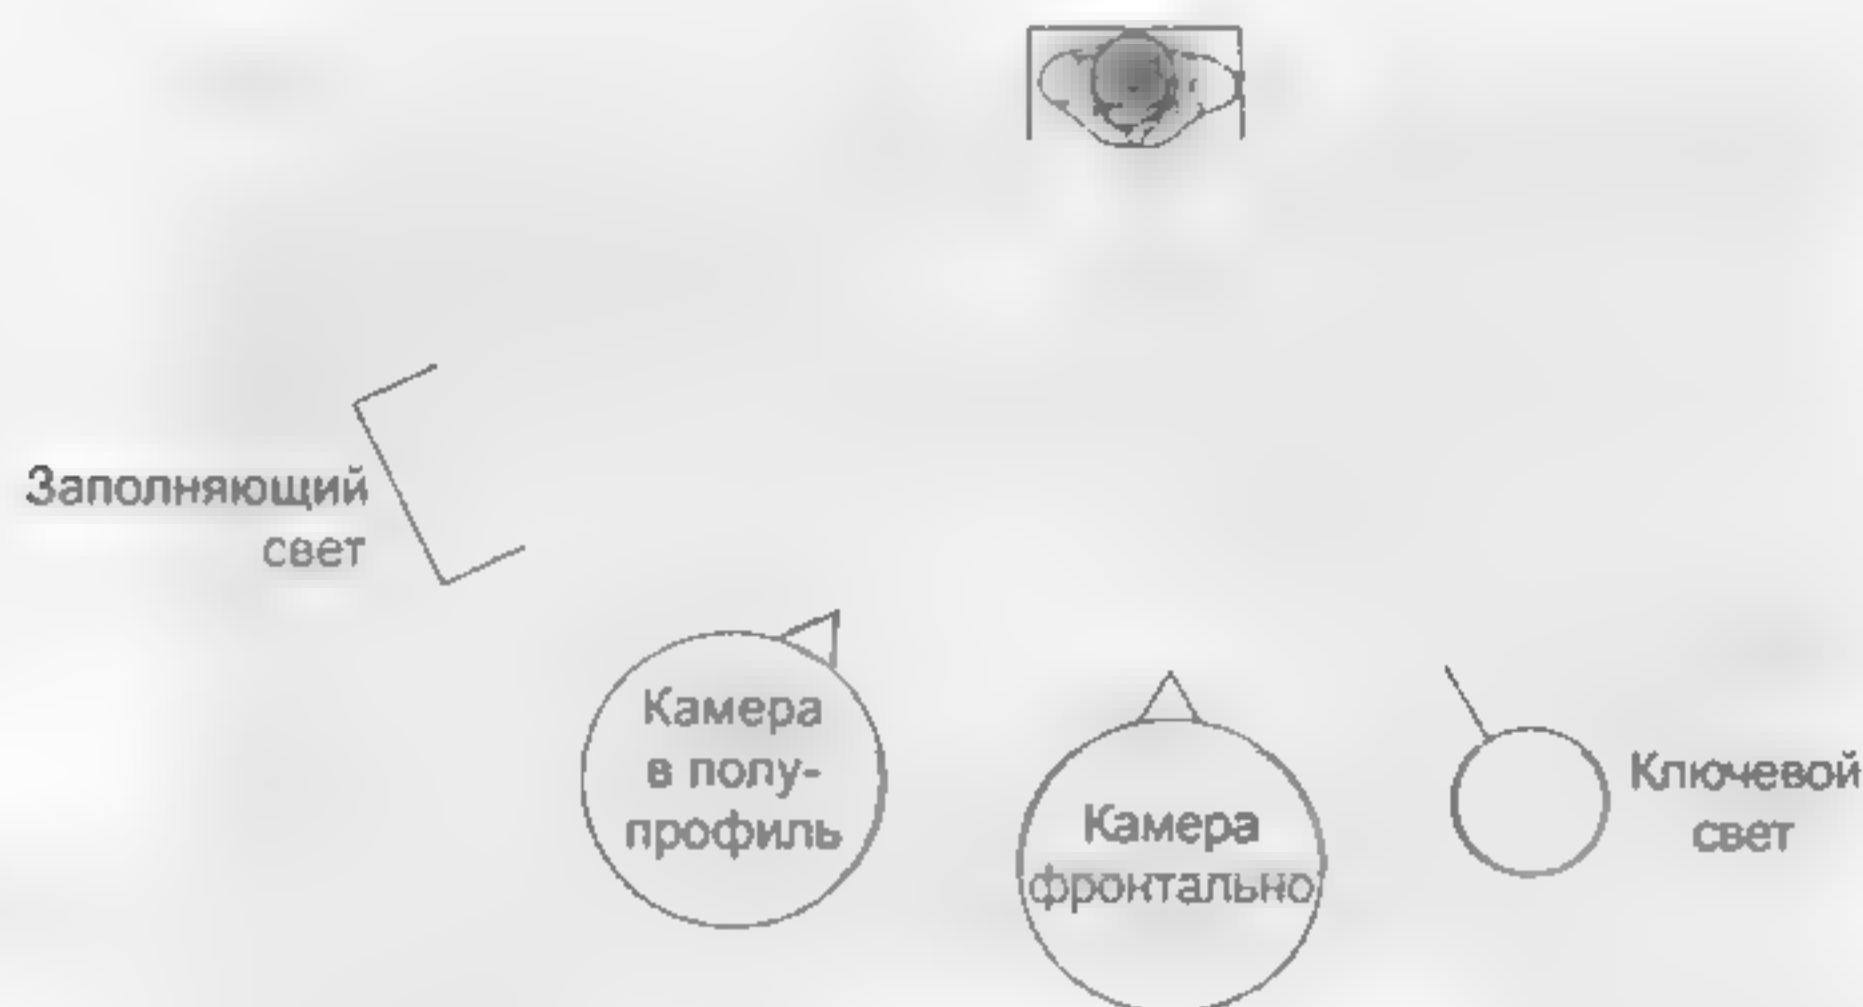 Заполняющий
свет
Камера
в полу-
профиль
Камера
фронтально
Ключевой
свет